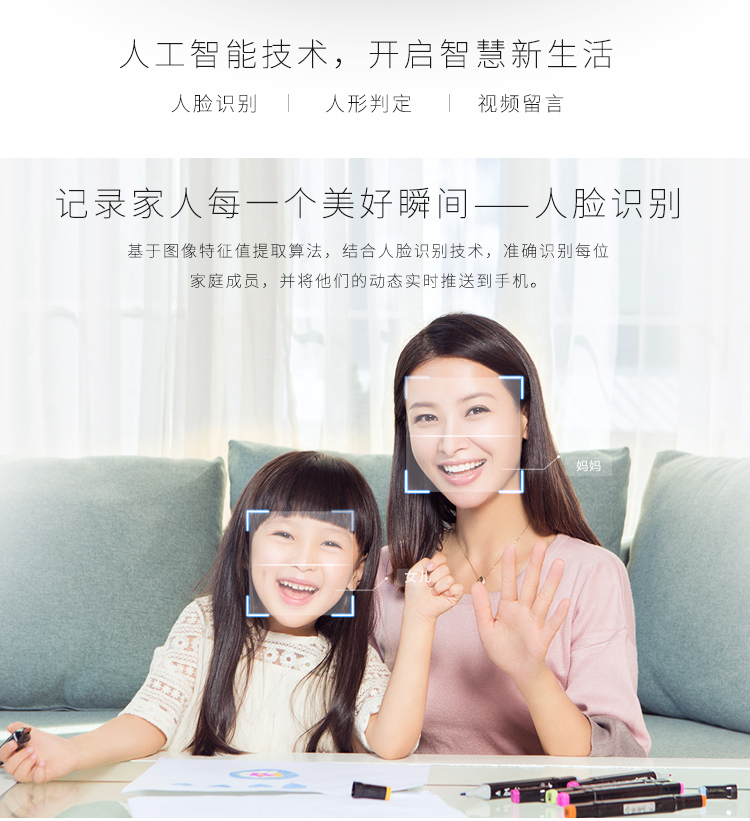 人工智能技术，开启智慧新生活
人脸识别 | 人形判定 | 视频留言
记录家人每一个美好瞬间——人脸识别
基于图像特征值提取算法，结合人脸识别技术，准确识别每位
家庭成员，并将他们的动态实时推送到手机。
妈妈
女儿